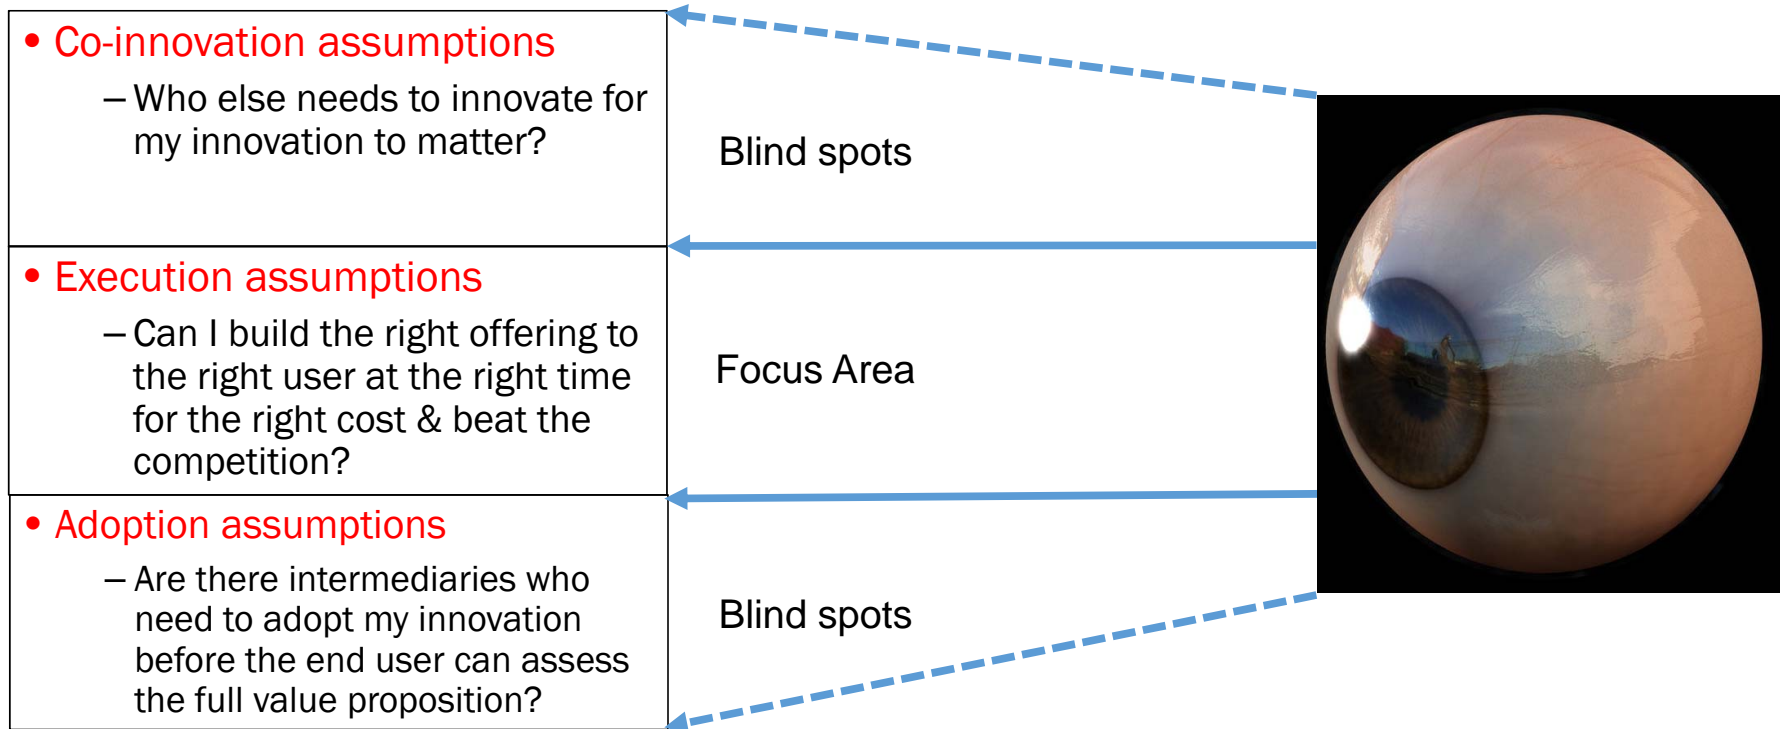 • Co-innovation assumptions
– Who else needs to innovate for
my innovation to matter?
Blind spots
• Execution assumptions
– Can I build the right offering to
the right user at the right time
for the right cost & beat the
competition?
Focus Area
• Adoption assumptions
– Are there intermediaries who
need to adopt my innovation
before the end user can assess
the full value proposition?
Blind spots